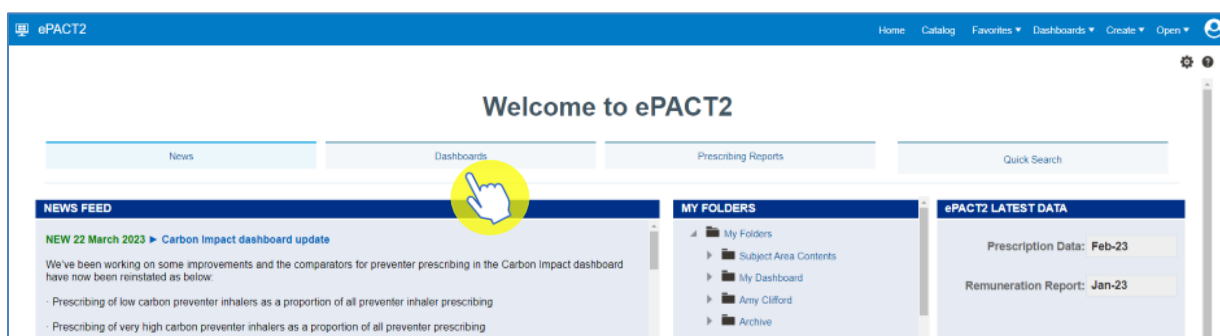 ePACT2
Home Catalog Favorites Dashboards Create Open
Welcome to ePACT2
News
Dashboards
Prescribing Reports
Quick Search
NEWS FEED
NEW 22 March 2023 ► Carbon Impact dashboard update
We've been working on some improvements and the comparators for preventer prescribing in the Carbon Impact dashboard
have now been reinstated as below:
· Prescribing of low carbon preventer inhalers as a proportion of all preventer inhaler prescribing
· Prescribing of very high carbon preventer inhalers as a proportion of all preventer prescribing
MY FOLDERS
My Folders
Subject Area Contents
My Dashboard
Amy Clifford
Archive
ePACT2 LATEST DATA
Prescription Data: Feb-23
Remuneration Report: Jan-23